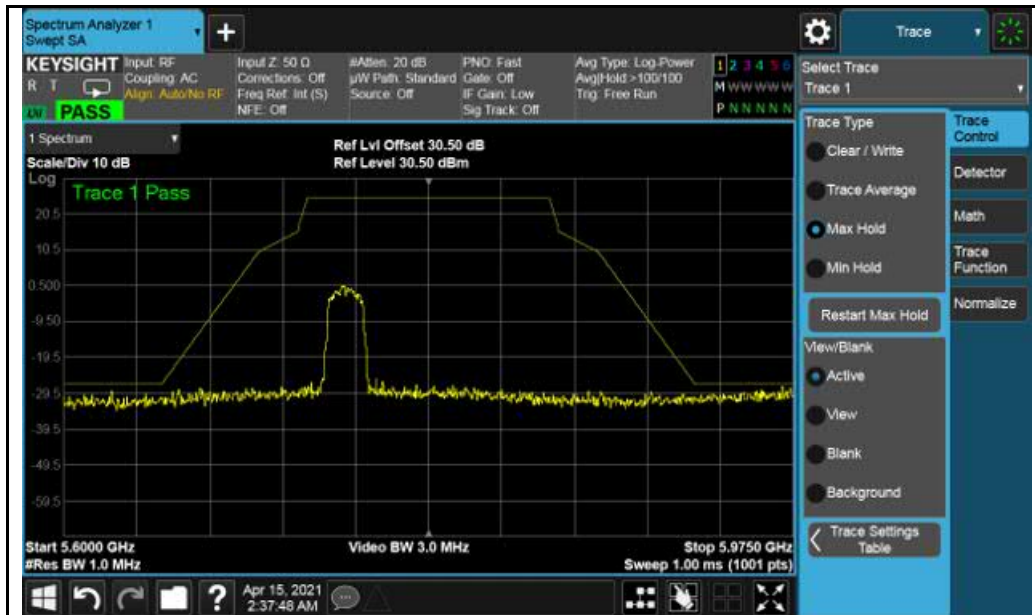 Spectrum Analyzer 1
Swept SA
+
Trace
KEYSIGHT
R T
PASS
Input: RF
Coupling: AC
Align: Auto/No RF
Input Z: 50 Ω
Corrections: Off
Freq Ref: Int (S)
NFE: Off
#Atten: 20 dB
µW Path: Standard
Source: Off
PNO: Fast
Gate: Off
IF Gain: Low
Sig Track: Off
Avg Type: Log-Power
Avg|Hold >100/100
Trig: Free Run
1 2 3 4 5 6
M W W W W W
P N N N N N
Select Trace
Trace 1
1 Spectrum
Scale/Div 10 dB
Ref Lvl Offset 30.50 dB
Ref Level 30.50 dBm
Log
Trace 1 Pass
20.5
10.5
0.500
-9.50
-19.5
-29.5
-39.5
-49.5
-59.5
Start 5.6000 GHz
#Res BW 1.0 MHz
Video BW 3.0 MHz
Stop 5.9750 GHz
Sweep 1.00 ms (1001 pts)
Trace Type
Clear / Write
Trace Average
Max Hold
Min Hold
Restart Max Hold
View/Blank
Active
View
Blank
Background
Trace Settings
Table
Trace
Control
Detector
Math
Trace
Function
Normalize
?
Apr 15, 2021
2:37:48 AM